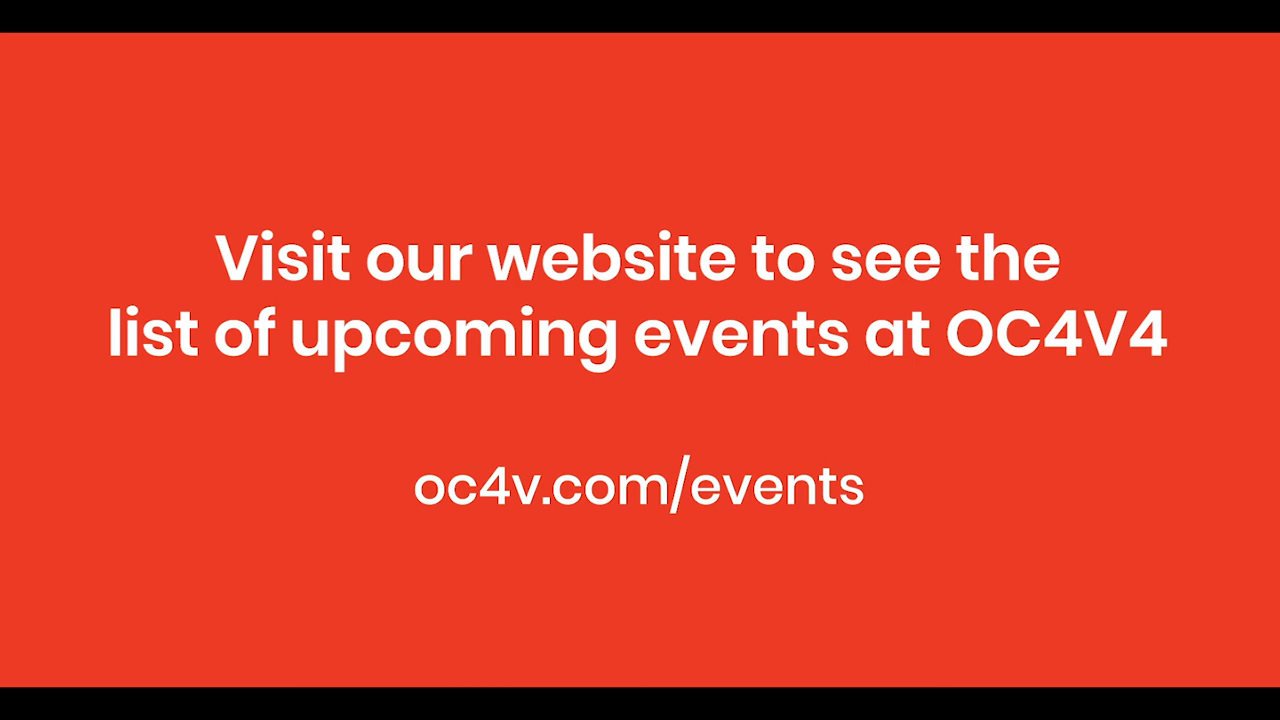 Visit our website to see the
list of upcoming events at OC4V4
oc4v.com/events